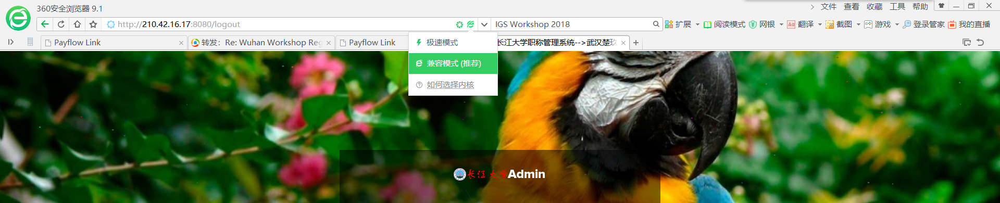 360安全浏览器 9.1
文件 查看 收藏 工具 帮助
http://210.42.16.17:8080/logout
IGS Workshop 2018
扩展 阅读模式 网银 Aあ 翻译 截图 游戏 登录管家 我的直播
Payflow Link
转发：Re: Wuhan Workshop Reg
Payflow Link
长江大学职称管理系统-->武汉楚玖
极速模式
兼容模式 (推荐)
如何选择内核
长江大学Admin